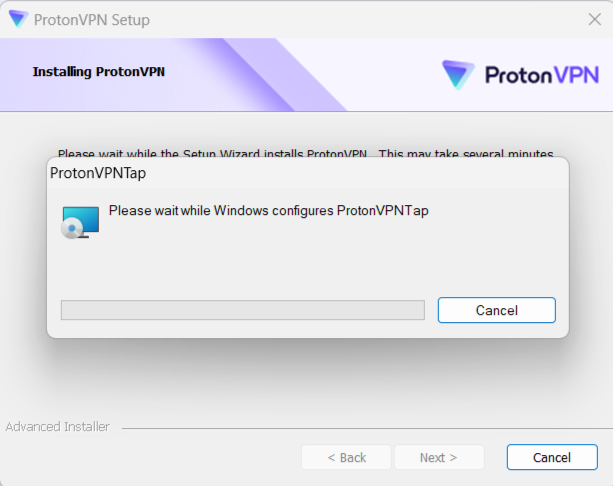 ProtonVPN Setup
Installing ProtonVPN
ProtonVPN
Please wait while the Setup Wizard installs ProtonVPN. This may take several minutes.
ProtonVPNTap
Please wait while Windows configures ProtonVPNTap
Cancel
Advanced Installer
< Back
Next >
Cancel